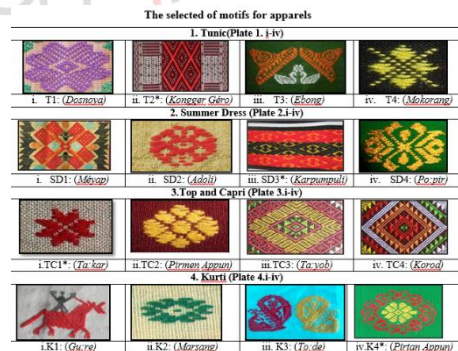 The selected of motifs for apparels
1. Tunic(Plate 1. i-iv)
i. T1: (Dosnoya) ii. T2*: (Kongger Géro) iii. T3: (Ebong) iv. T4: (Mokorang)
2. Summer Dress (Plate 2.i-iv)
i. SD1: (Méyap) ii. SD2: (Adoli) iii. SD3*: (Karpumpuli) iv. SD4: (Po:pir)
3.Top and Capri (Plate 3.i-iv)
i.TC1*: (Ta:kar) ii.TC2: (Pirmen Appun) iii.TC3: (Ta:yob) iv. TC4: (Korod)
4. Kurti (Plate 4.i-iv)
i.K1: (Gu:re) ii.K2: (Marsang) iii. K3: (To:de) iv.K4*: (Pirtan Appun)